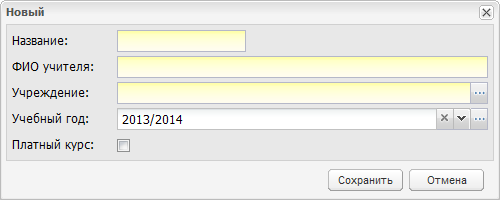 Новый
Название:
ФИО учителя:
Учреждение:
Учебный год: 2013/2014
Платный курс:
Сохранить Отмена